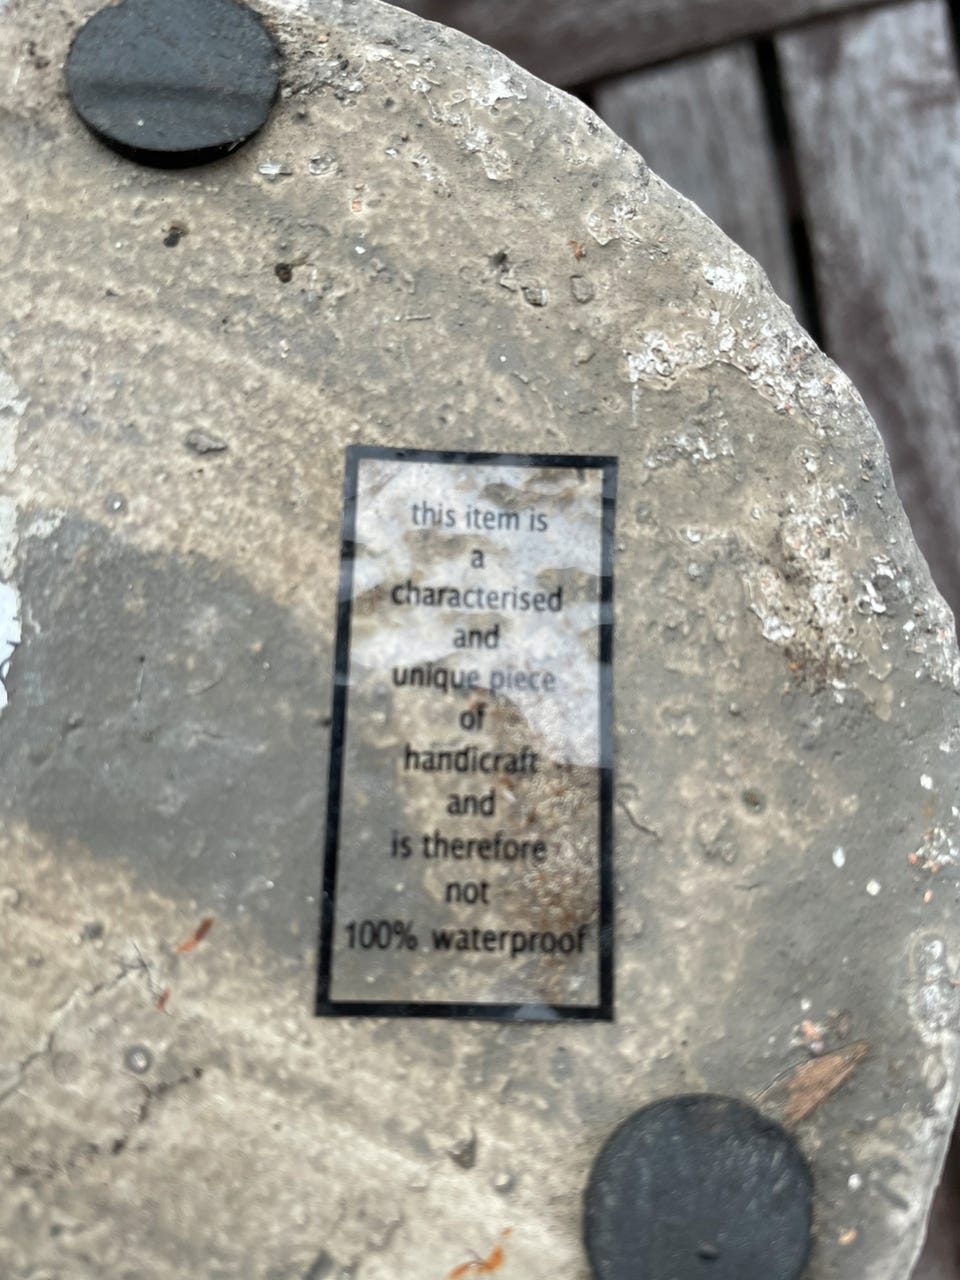 this item is
a
characterised
and
unique piece
of
handicraft
and
is therefore
not
100% waterproof